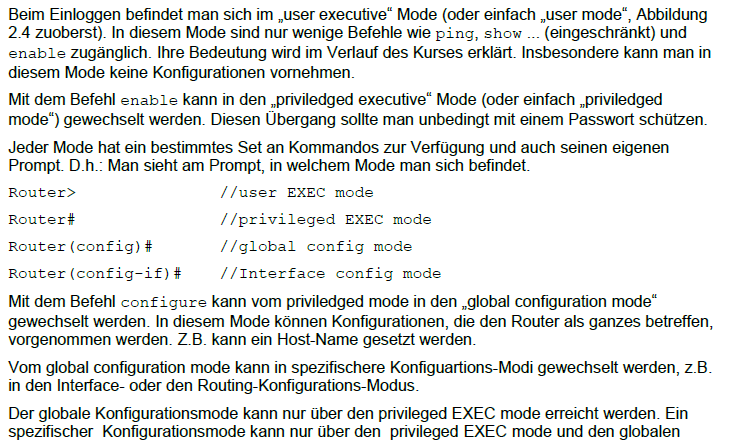 Beim Einloggen befindet man sich im „user executive“ Mode (oder einfach „user mode“, Abbildung
2.4 zuoberst). In diesem Mode sind nur wenige Befehle wie ping, show ... (eingeschränkt) und
enable zugänglich. Ihre Bedeutung wird im Verlauf des Kurses erklärt. Insbesondere kann man in
diesem Mode keine Konfigurationen vornehmen.
Mit dem Befehl enable kann in den „priviledged executive“ Mode (oder einfach „priviledged
mode“) gewechselt werden. Diesen Übergang sollte man unbedingt mit einem Passwort schützen.
Jeder Mode hat ein bestimmtes Set an Kommandos zur Verfügung und auch seinen eigenen
Prompt. D.h.: Man sieht am Prompt, in welchem Mode man sich befindet.
Router> //user EXEC mode
Router# //privileged EXEC mode
Router(config)# //global config mode
Router(config-if)# //Interface config mode
Mit dem Befehl configure kann vom priviledged mode in den „global configuration mode“
gewechselt werden. In diesem Mode können Konfigurationen, die den Router als ganzes betreffen,
vorgenommen werden. Z.B. kann ein Host-Name gesetzt werden.
Vom global configuration mode kann in spezifischere Konfiguartions-Modi gewechselt werden, z.B.
in den Interface- oder den Routing-Konfigurations-Modus.
Der globale Konfigurationsmode kann nur über den privileged EXEC mode erreicht werden. Ein
spezifischer Konfigurationsmode kann nur über den privileged EXEC mode und den globalen